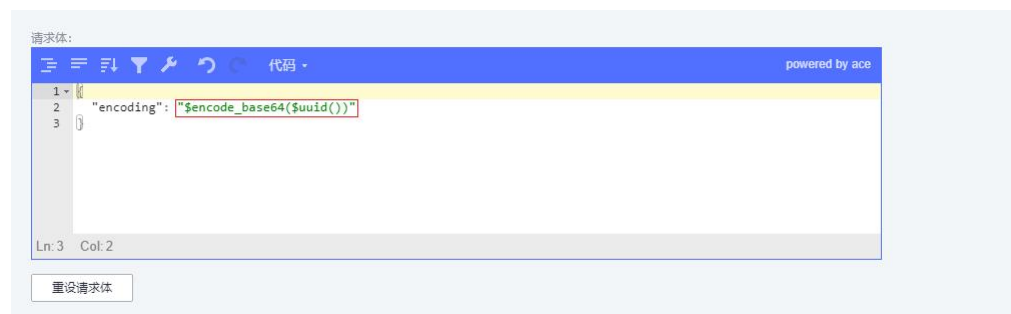 请求体:
代码
powered by ace
1 {
2 "encoding": "$encode_base64($uuid())"
3 }
Ln: 3 Col: 2
重设请求体